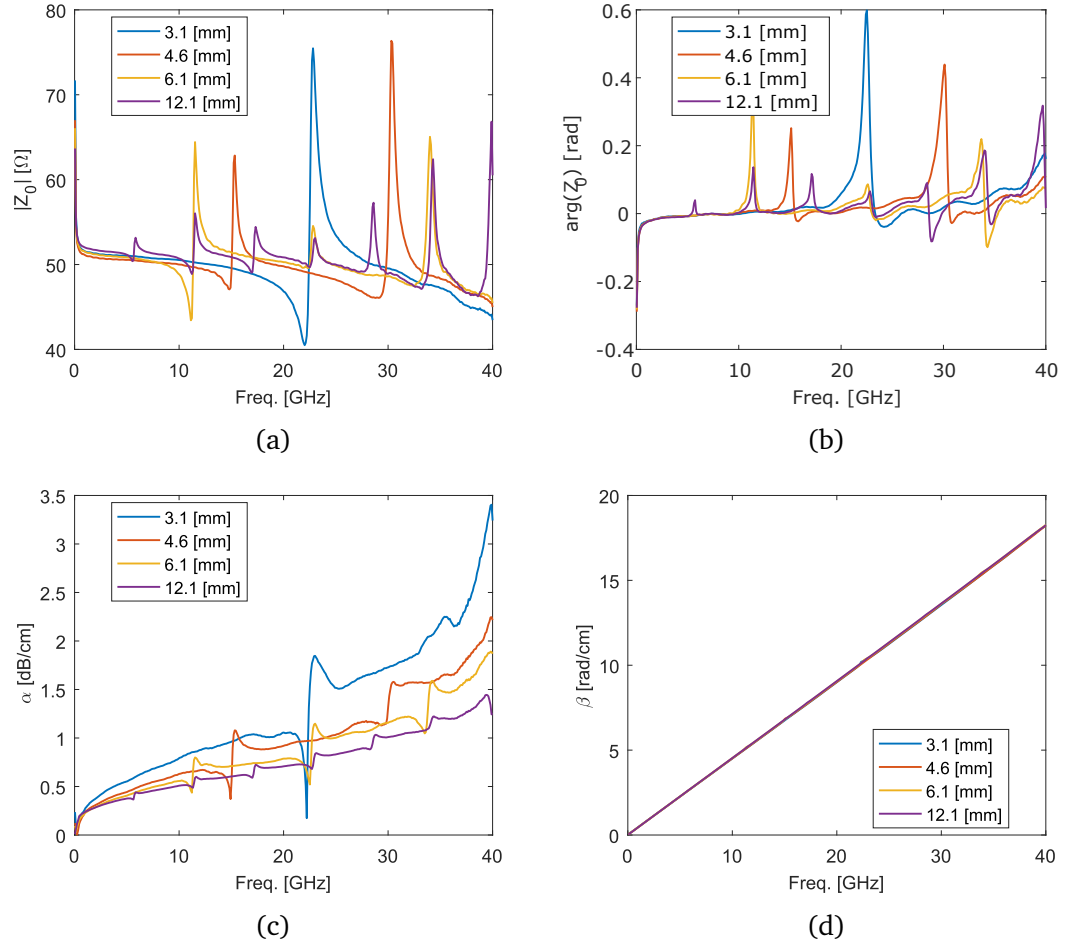 80
70
60
50
40
|Z_0| [Ω]
3.1 [mm]
4.6 [mm]
6.1 [mm]
12.1 [mm]
0 10 20 30 40
Freq. [GHz]
(a)
0.6
0.4
0.2
0
-0.2
-0.4
arg(Z_0) [rad]
3.1 [mm]
4.6 [mm]
6.1 [mm]
12.1 [mm]
0 10 20 30 40
Freq. [GHz]
(b)
3.5
3
2.5
2
1.5
1
0.5
0
α [dB/cm]
3.1 [mm]
4.6 [mm]
6.1 [mm]
12.1 [mm]
0 10 20 30 40
Freq. [GHz]
(c)
20
15
10
5
0
β [rad/cm]
3.1 [mm]
4.6 [mm]
6.1 [mm]
12.1 [mm]
0 10 20 30 40
Freq. [GHz]
(d)